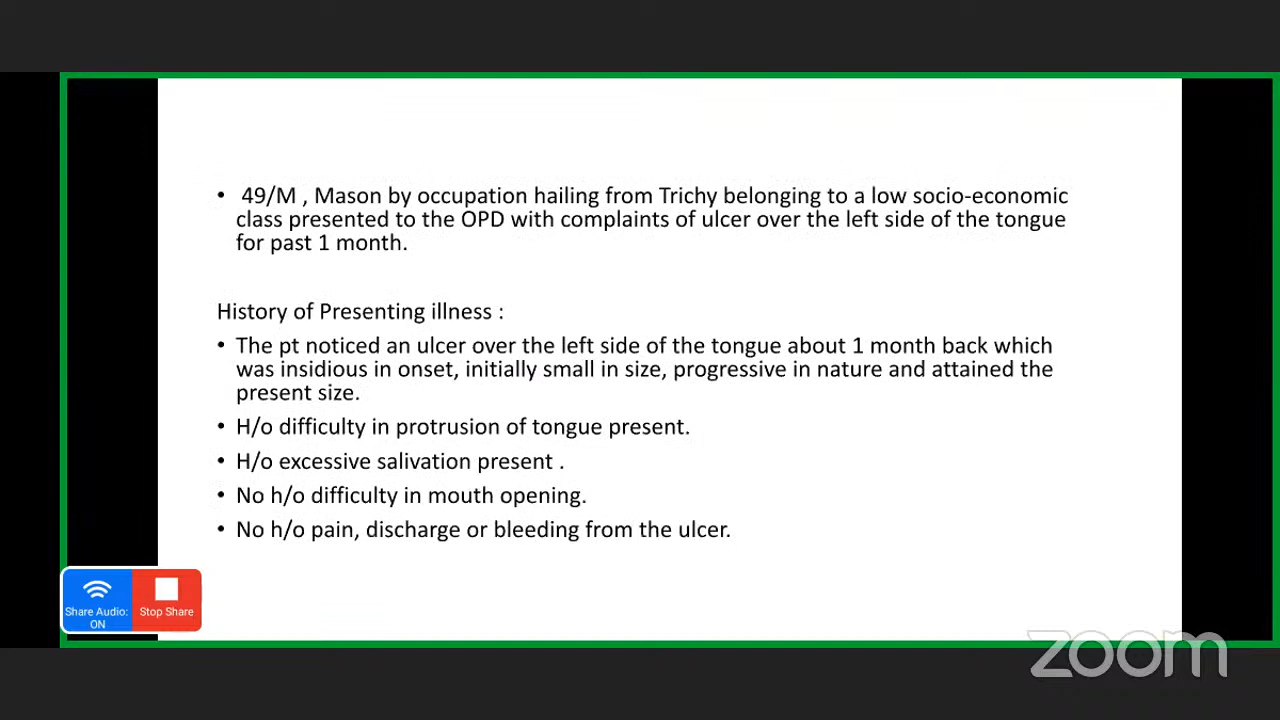 • 49/M , Mason by occupation hailing from Trichy belonging to a low socio-economic
class presented to the OPD with complaints of ulcer over the left side of the tongue
for past 1 month.
History of Presenting illness :
• The pt noticed an ulcer over the left side of the tongue about 1 month back which
was insidious in onset, initially small in size, progressive in nature and attained the
present size.
• H/o difficulty in protrusion of tongue present.
• H/o excessive salivation present .
• No h/o difficulty in mouth opening.
• No h/o pain, discharge or bleeding from the ulcer.
Share Audio:
ON
Stop Share
zoom